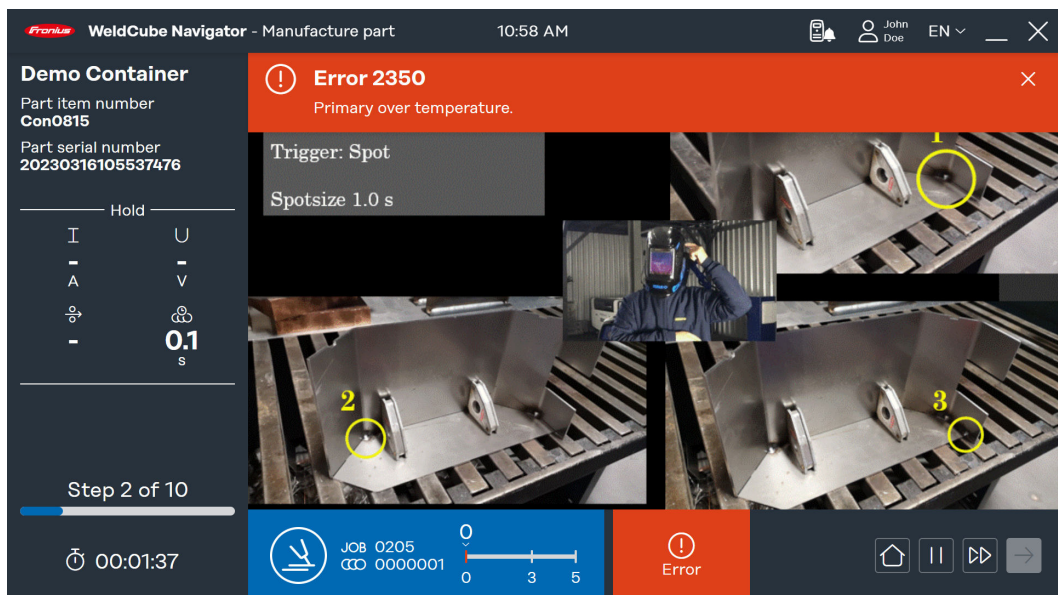 Fronius WeldCube Navigator - Manufacture part 10:58 AM John Doe EN
Demo Container
Part item number
Con0815
Part serial number
20230316105537476
Hold
I U
- -
A V
- 0.1
s
Step 2 of 10
00:01:37
Error 2350
Primary over temperature.
Trigger: Spot
Spotsize 1.0 s
1
2
3
JOB 0205
0000001
0
0 3 5
Error